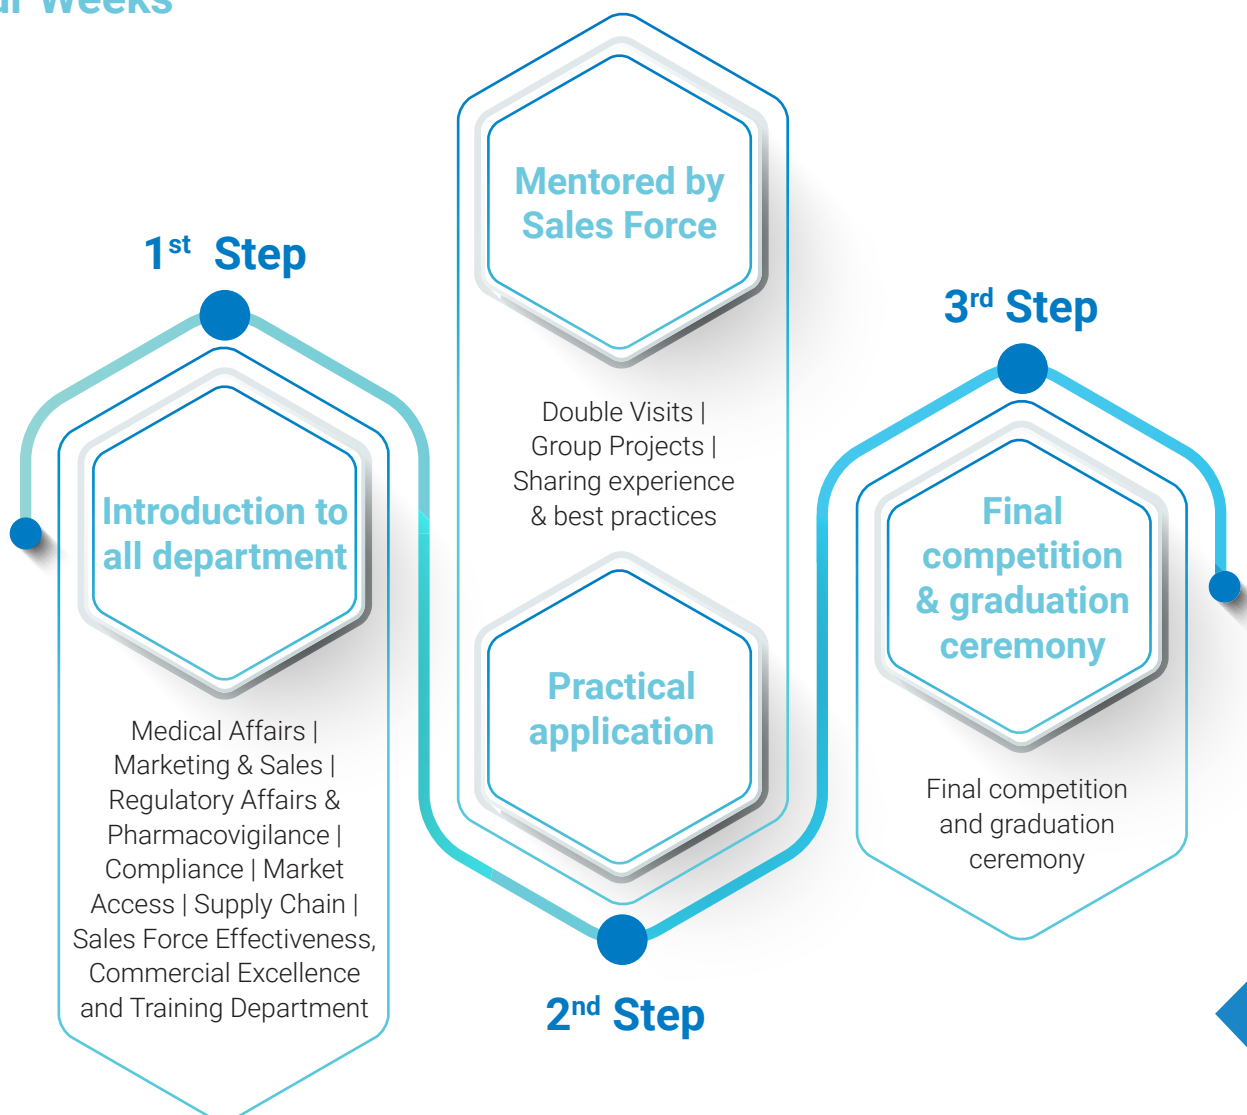 Weeks
1st Step
Introduction to
all department
Medical Affairs |
Marketing & Sales |
Regulatory Affairs &
Pharmacovigilance |
Compliance | Market
Access | Supply Chain |
Sales Force Effectiveness,
Commercial Excellence
and Training Department
Mentored by
Sales Force
Double Visits |
Group Projects |
Sharing experience
& best practices
Practical
application
2nd Step
3rd Step
Final
competition
& graduation
ceremony
Final competition
and graduation
ceremony